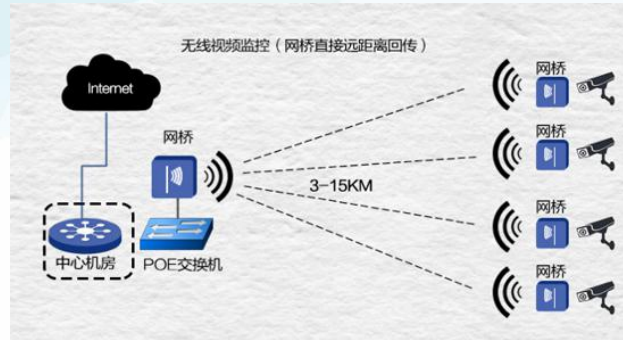 无线视频监控（网桥直接远距离回传）
Internet
网桥
网桥
网桥
3-15KM
网桥
网桥
中心机房
POE交换机